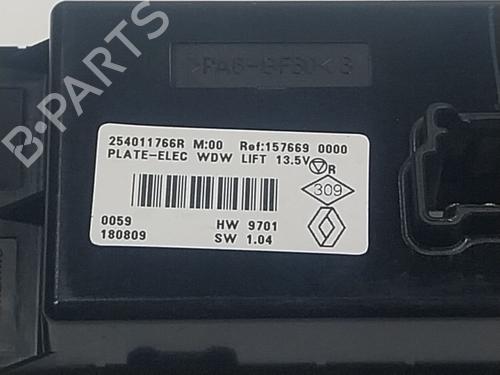 >PA6-GF30<
254011766R M:00 Ref:157669 0000
PLATE-ELEC WDW LIFT 13.5V
R
309
0059 HW 9701
180809 SW 1.04
B-PARTS